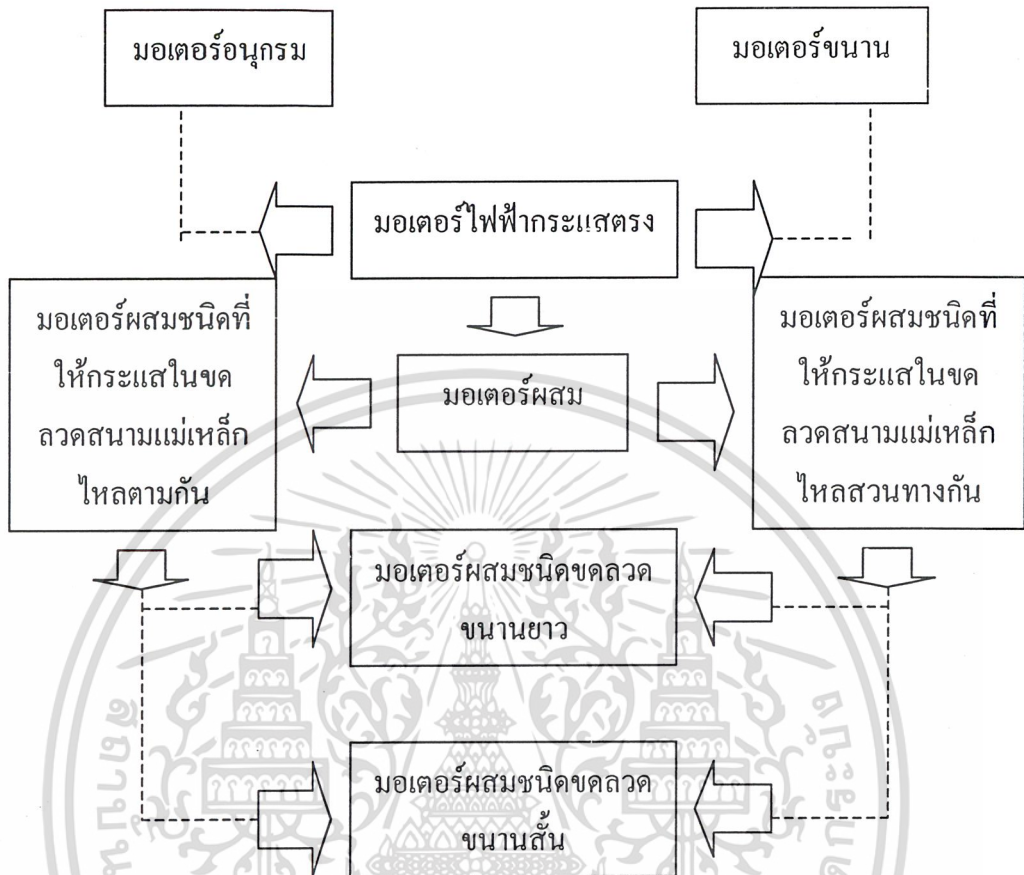 มอเตอร์อนุกรม
มอเตอร์ขนาน
มอเตอร์ไฟฟ้ากระแสตรง
มอเตอร์ผสมชนิดที่
ให้กระแสในขด
ลวดสนามแม่เหล็ก
ไหลตามกัน
มอเตอร์ผสม
มอเตอร์ผสมชนิดที่
ให้กระแสในขด
ลวดสนามแม่เหล็ก
ไหลสวนทางกัน
มอเตอร์ผสมชนิดขดลวด
ขนานยาว
มอเตอร์ผสมชนิดขดลวด
ขนานสั้น